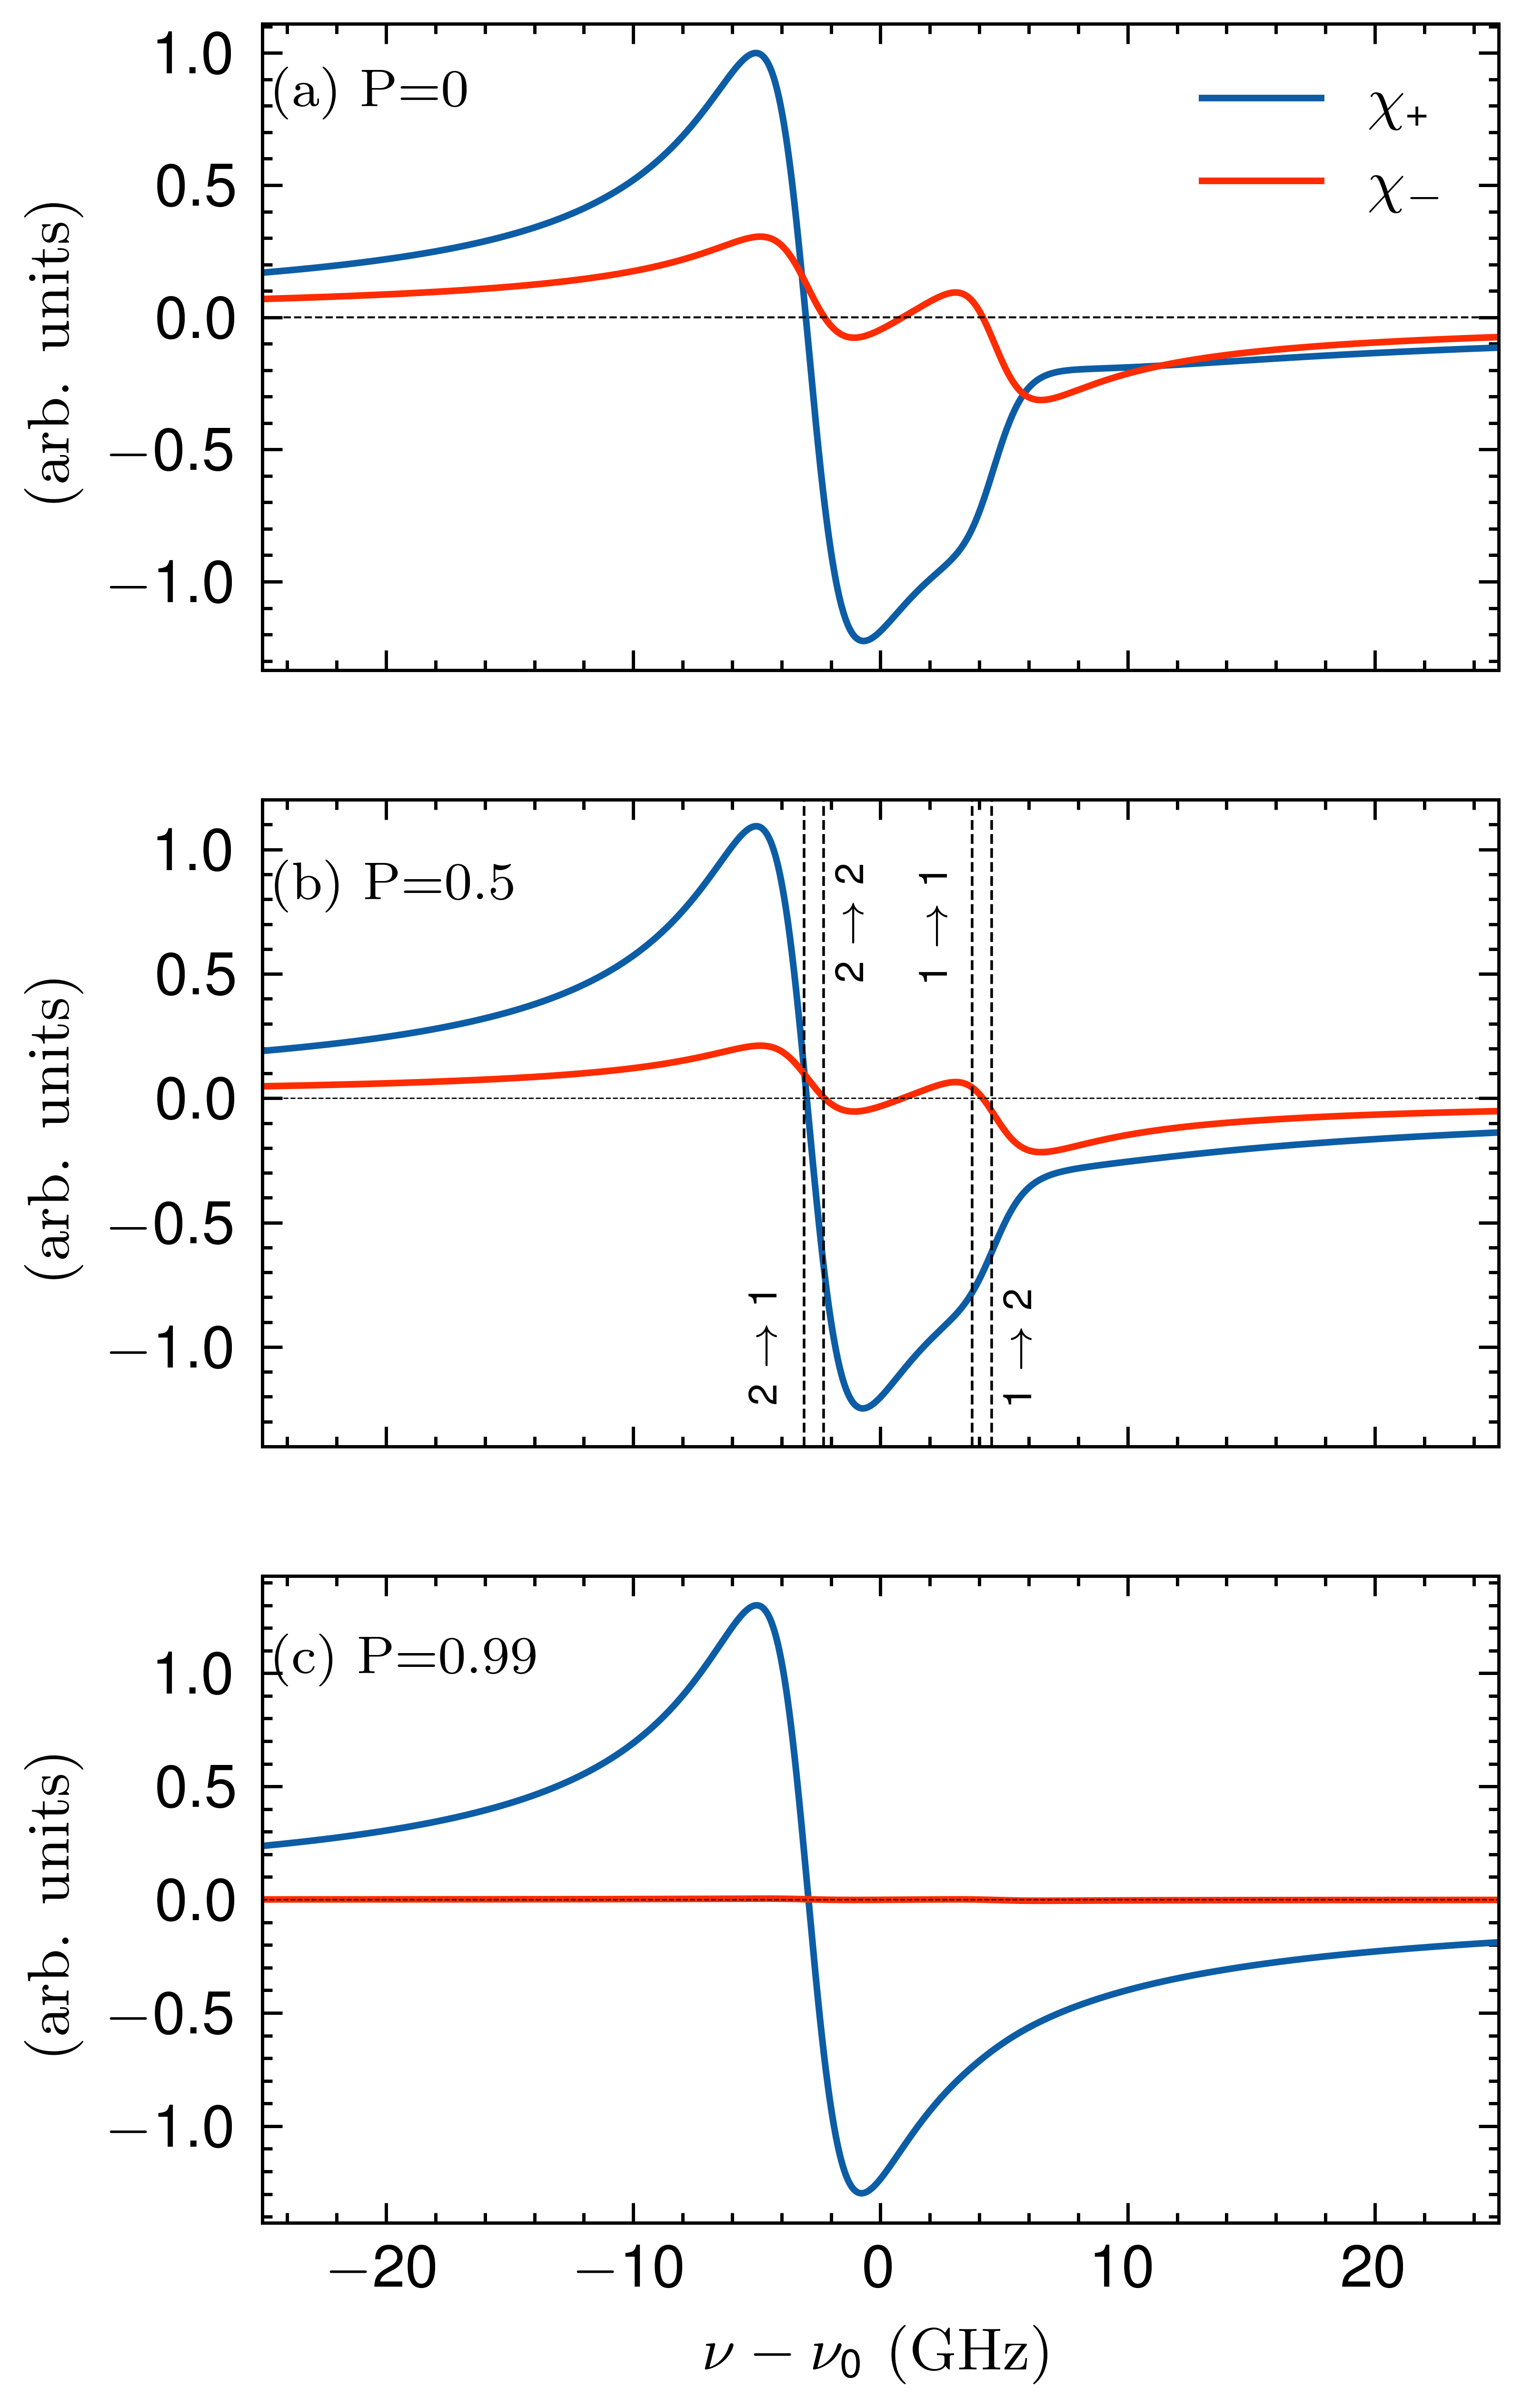 (a) P=0
χ₊
χ₋
1.0
0.5
0.0
−0.5
−1.0
(arb. units)
(b) P=0.5
2 → 2
1 → 1
2 → 1
1 → 2
1.0
0.5
0.0
−0.5
−1.0
(arb. units)
(c) P=0.99
1.0
0.5
0.0
−0.5
−1.0
(arb. units)
−20 −10 0 10 20
ν − ν₀ (GHz)